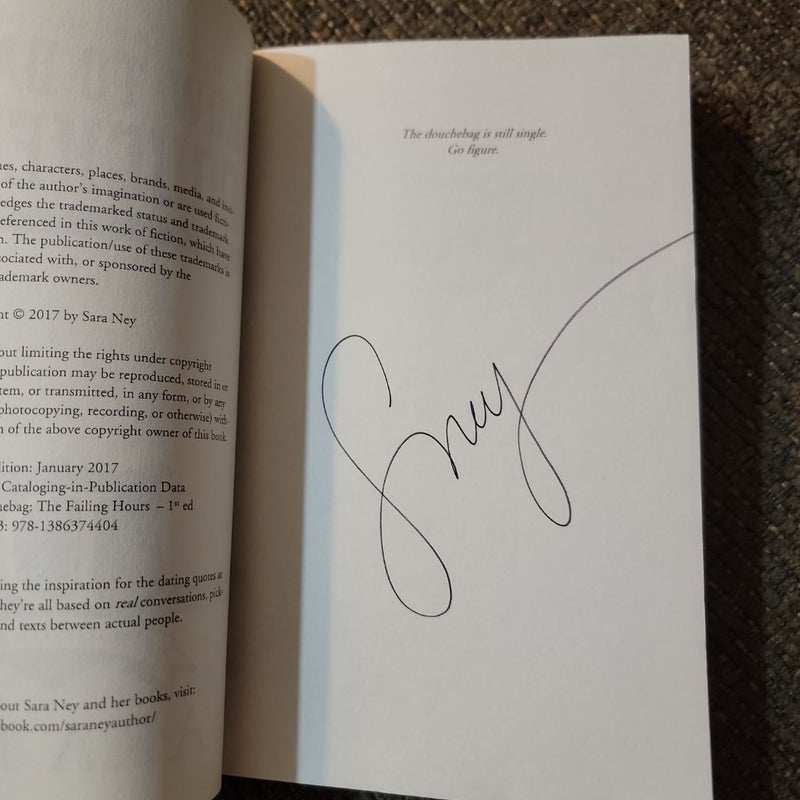 es, characters, places, brands, media, and inci-
of the author's imagination or are used ficti-
edges the trademarked status and trademark
eferenced in this work of fiction, which have
n. The publication/use of these trademarks is
ociated with, or sponsored by the
ademark owners.
nt © 2017 by Sara Ney
out limiting the rights under copyright
publication may be reproduced, stored in or
tem, or transmitted, in any form, or by any
photocopying, recording, or otherwise) with-
n of the above copyright owner of this book.
ition: January 2017
Cataloging-in-Publication Data
hebag: The Failing Hours – 1st ed
3: 978-1386374404
ing the inspiration for the dating quotes at
hey're all based on real conversations, pick-
nd texts between actual people.
out Sara Ney and her books, visit:
book.com/saraneyauthor/
The douchebag is still single.
Go figure.
SNey